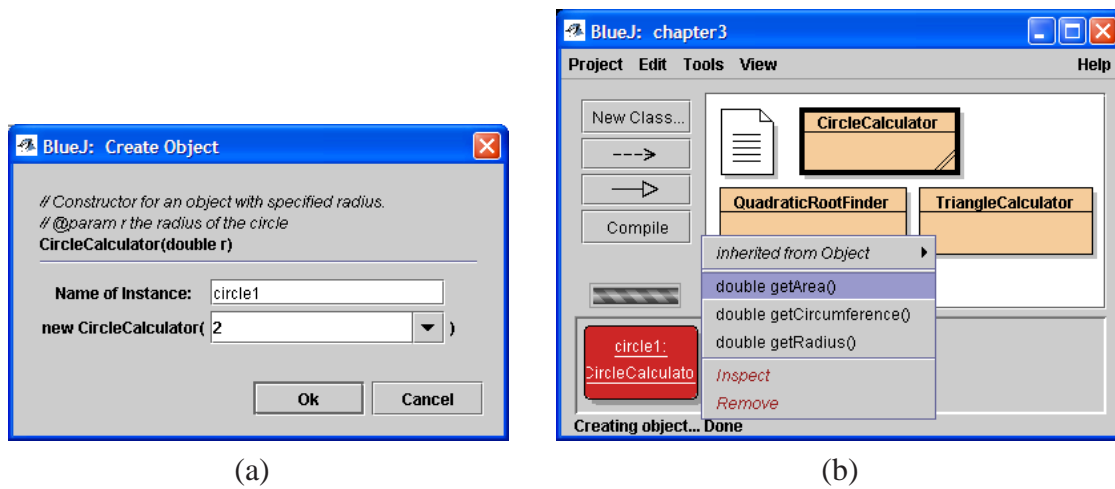 BlueJ: Create Object
// Constructor for an object with specified radius.
// @param r the radius of the circle
CircleCalculator(double r)
Name of Instance: circle1
new CircleCalculator( 2 )
Ok Cancel
(a)
BlueJ: chapter3
Project Edit Tools View Help
New Class...
--->
Compile
CircleCalculator
QuadraticRootFinder TriangleCalculator
inherited from Object
double getArea()
double getCircumference()
double getRadius()
Inspect
Remove
circle1:
CircleCalculato
Creating object... Done
(b)